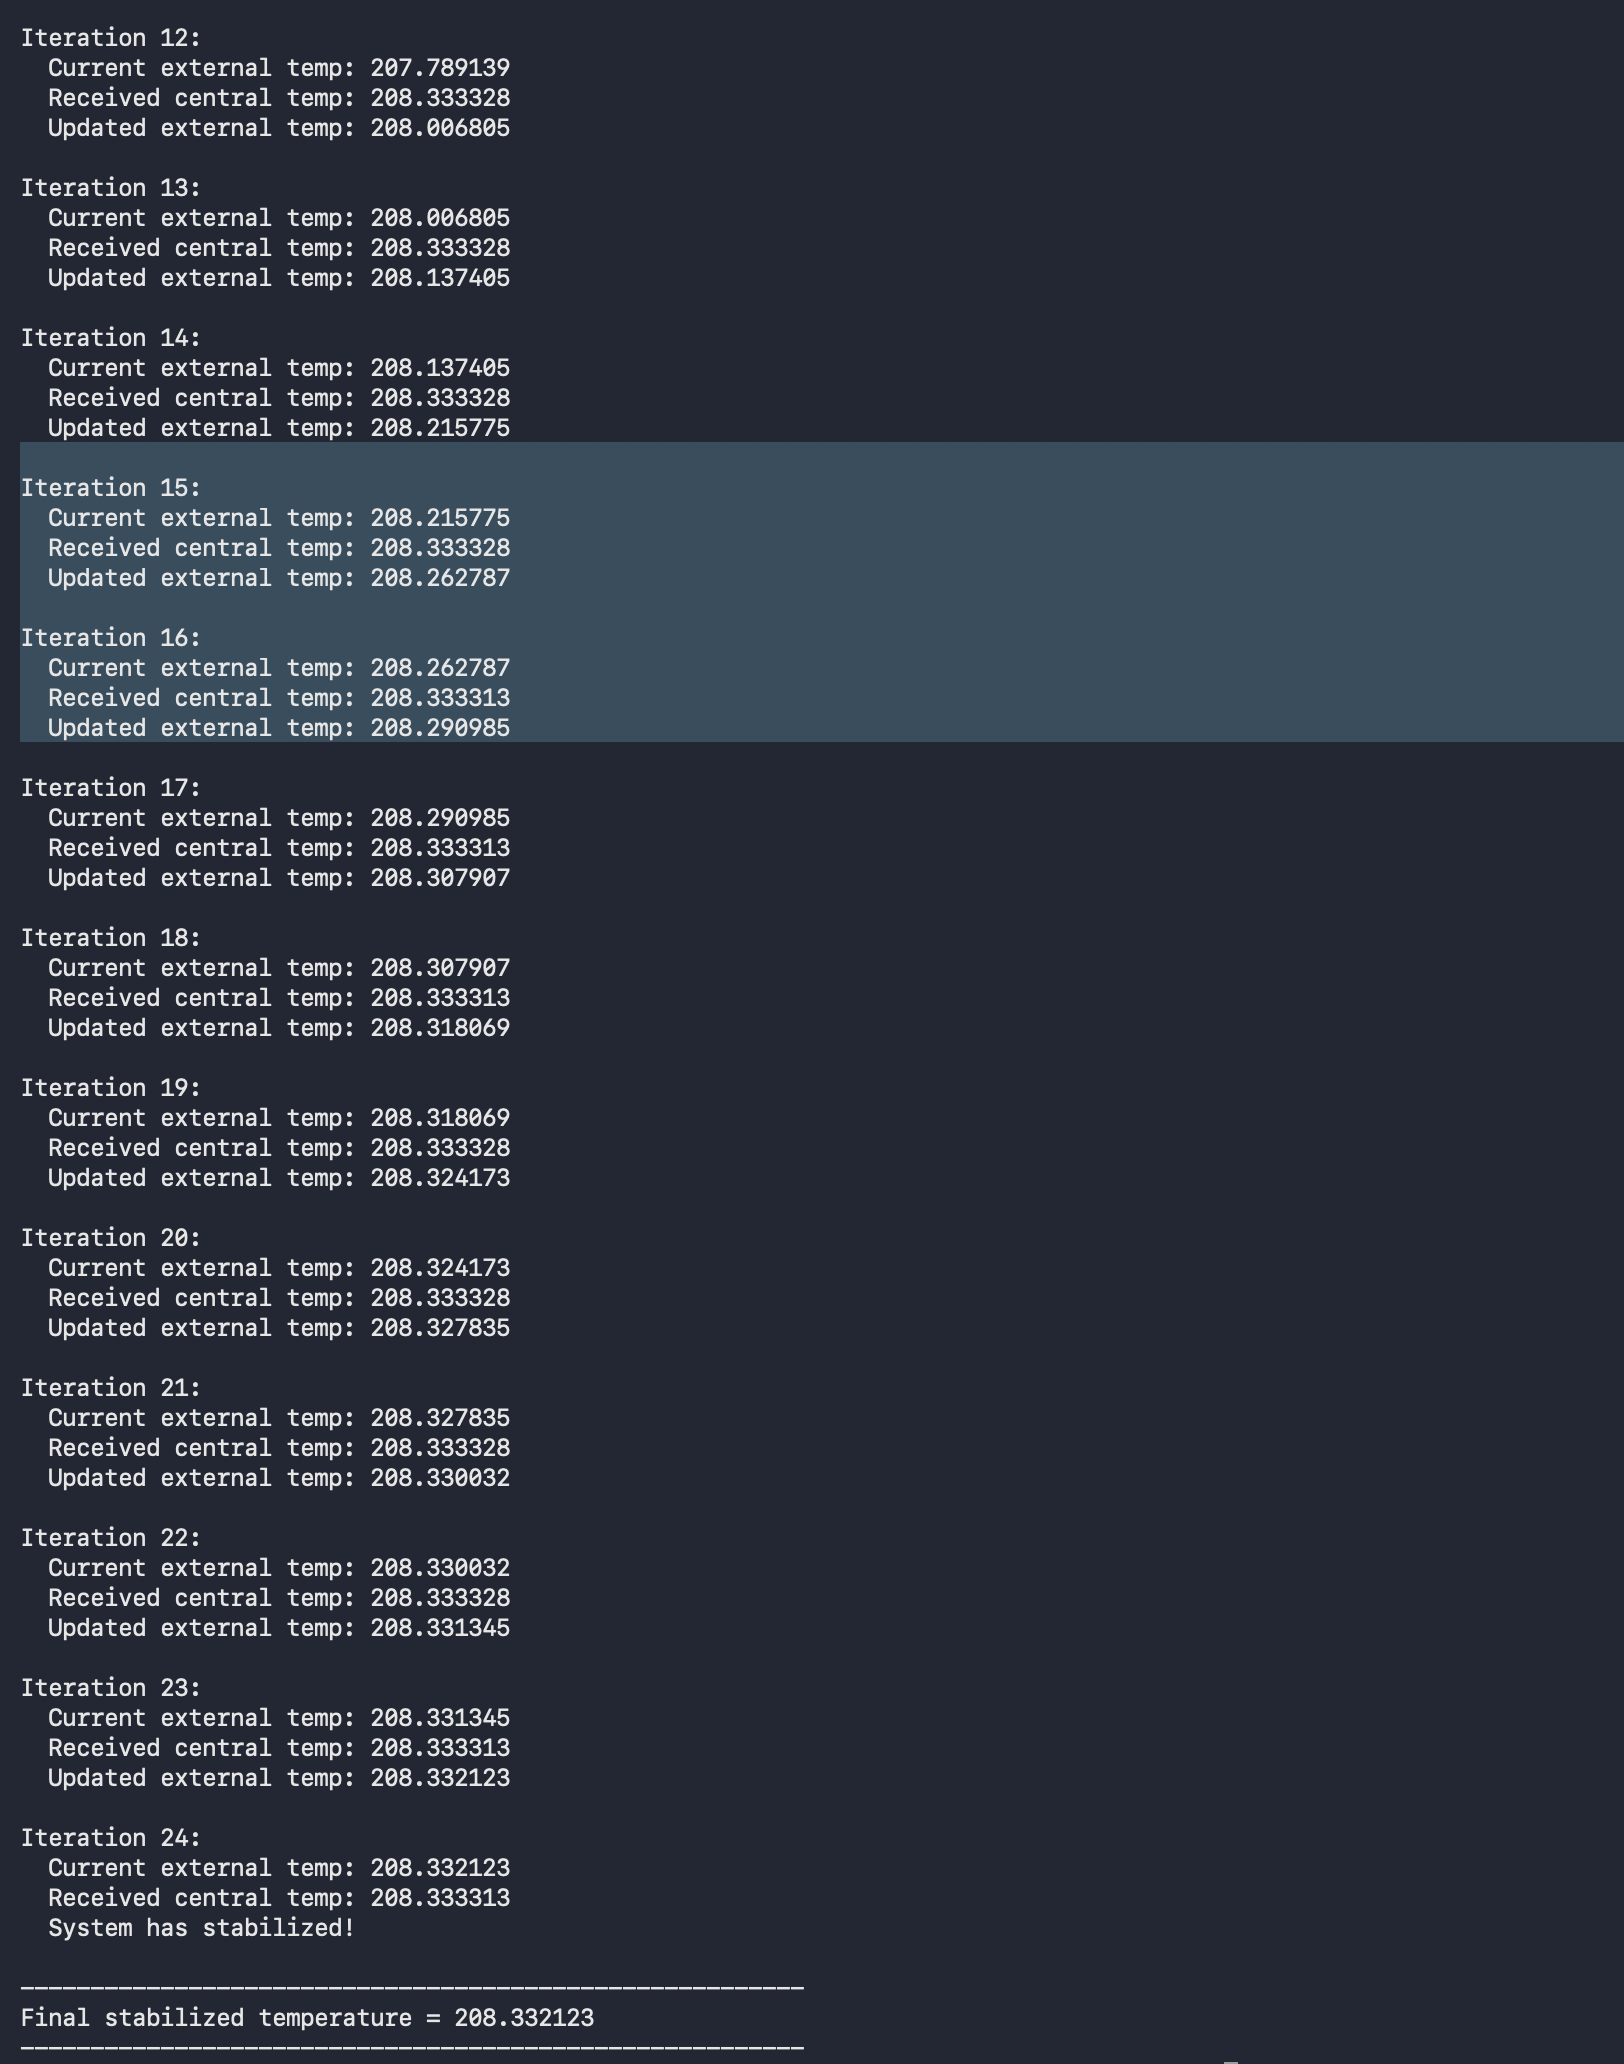 Iteration 12:
  Current external temp: 207.789139
  Received central temp: 208.333328
  Updated external temp: 208.006805

Iteration 13:
  Current external temp: 208.006805
  Received central temp: 208.333328
  Updated external temp: 208.137405

Iteration 14:
  Current external temp: 208.137405
  Received central temp: 208.333328
  Updated external temp: 208.215775

Iteration 15:
  Current external temp: 208.215775
  Received central temp: 208.333328
  Updated external temp: 208.262787

Iteration 16:
  Current external temp: 208.262787
  Received central temp: 208.333313
  Updated external temp: 208.290985

Iteration 17:
  Current external temp: 208.290985
  Received central temp: 208.333313
  Updated external temp: 208.307907

Iteration 18:
  Current external temp: 208.307907
  Received central temp: 208.333313
  Updated external temp: 208.318069

Iteration 19:
  Current external temp: 208.318069
  Received central temp: 208.333328
  Updated external temp: 208.324173

Iteration 20:
  Current external temp: 208.324173
  Received central temp: 208.333328
  Updated external temp: 208.327835

Iteration 21:
  Current external temp: 208.327835
  Received central temp: 208.333328
  Updated external temp: 208.330032

Iteration 22:
  Current external temp: 208.330032
  Received central temp: 208.333328
  Updated external temp: 208.331345

Iteration 23:
  Current external temp: 208.331345
  Received central temp: 208.333313
  Updated external temp: 208.332123

Iteration 24:
  Current external temp: 208.332123
  Received central temp: 208.333313
  System has stabilized!

--------------------------------------------------------
Final stabilized temperature = 208.332123
--------------------------------------------------------